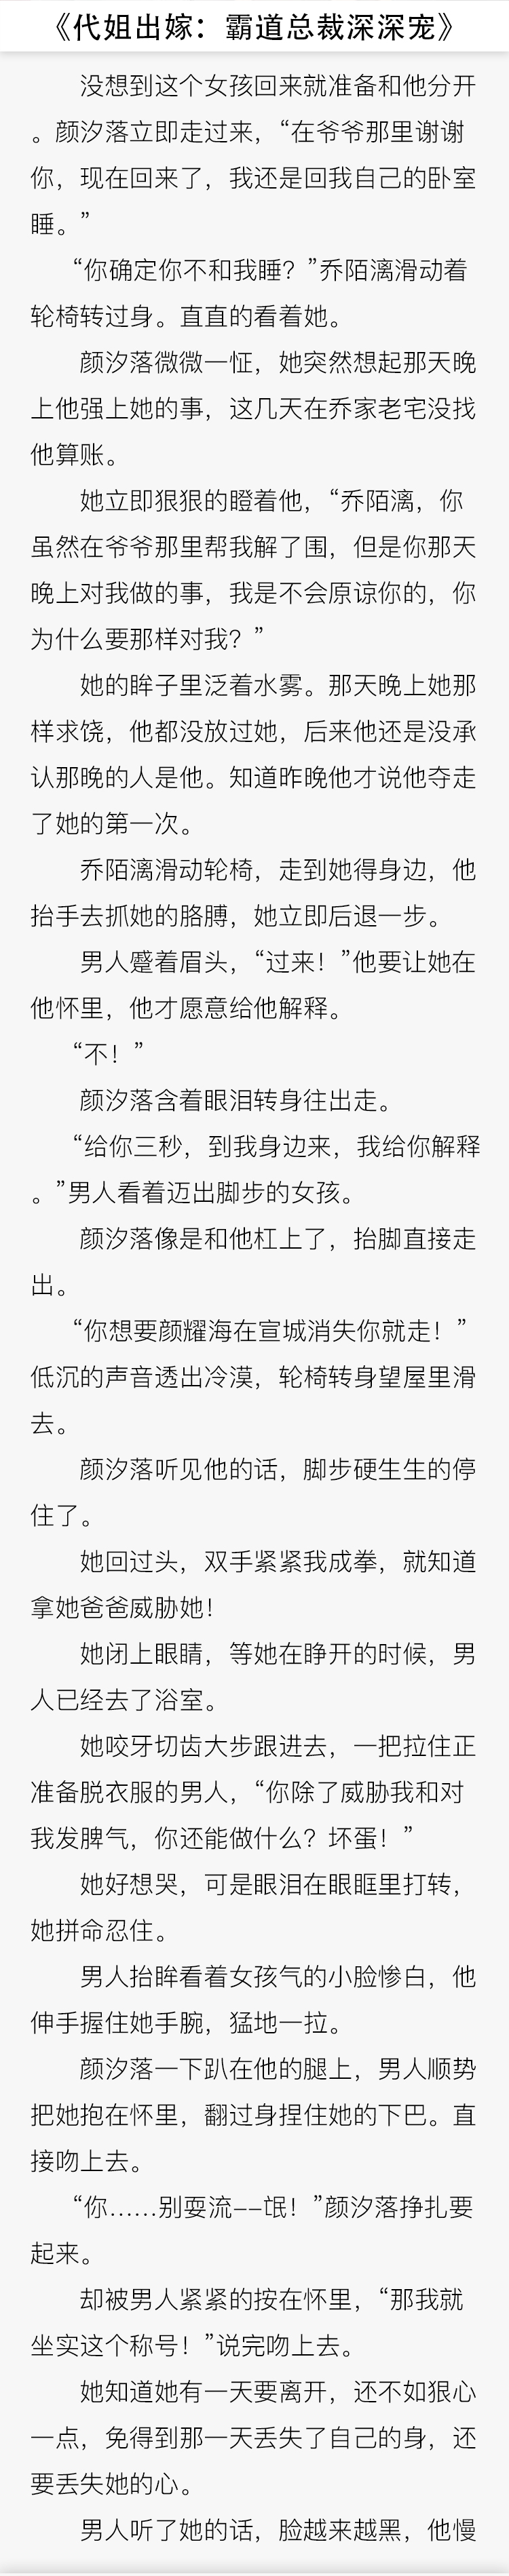 《代姐出嫁：霸道总裁深深宠》
没想到这个女孩回来就准备和他分开
。颜汐落立即走过来，“在爷爷那里谢谢
你，现在回来了，我还是回我自己的卧室
睡。”
“你确定你不和我睡？”乔陌漓滑动着
轮椅转过身。直直的看着她。
颜汐落微微一怔，她突然想起那天晚
上他强上她的事，这几天在乔家老宅没找
他算账。
她立即狠狠的瞪着他，“乔陌漓，你
虽然在爷爷那里帮我解了围，但是你那天
晚上对我做的事，我是不会原谅你的，你
为什么要那样对我？”
她的眸子里泛着水雾。那天晚上她那
样求饶，他都没放过她，后来他还是没承
认那晚的人是他。知道昨晚他才说他夺走
了她的第一次。
乔陌漓滑动轮椅，走到她得身边，他
抬手去抓她的胳膊，她立即后退一步。
男人蹙着眉头，“过来！”他要让她在
他怀里，他才愿意给他解释。
“不！”
颜汐落含着眼泪转身往出走。
“给你三秒，到我身边来，我给你解释
。”男人看着迈出脚步的女孩。
颜汐落像是和他杠上了，抬脚直接走
出。
“你想要颜耀海在宣城消失你就走！”
低沉的声音透出冷漠，轮椅转身望屋里滑
去。
颜汐落听见他的话，脚步硬生生的停
住了。
她回过头，双手紧紧我成拳，就知道
拿她爸爸威胁她！
她闭上眼睛，等她在睁开的时候，男
人已经去了浴室。
她咬牙切齿大步跟进去，一把拉住正
准备脱衣服的男人，“你除了威胁我和对
我发脾气，你还能做什么？坏蛋！”
她好想哭，可是眼泪在眼眶里打转，
她拼命忍住。
男人抬眸看着女孩气的小脸惨白，他
伸手握住她手腕，猛地一拉。
颜汐落一下趴在他的腿上，男人顺势
把她抱在怀里，翻过身捏住她的下巴。直
接吻上去。
“你……别耍流--氓！”颜汐落挣扎要
起来。
却被男人紧紧的按在怀里，“那我就
坐实这个称号！”说完吻上去。
她知道她有一天要离开，还不如狠心
一点，免得到那一天丢失了自己的身，还
要丢失她的心。
男人听了她的话，脸越来越黑，他慢